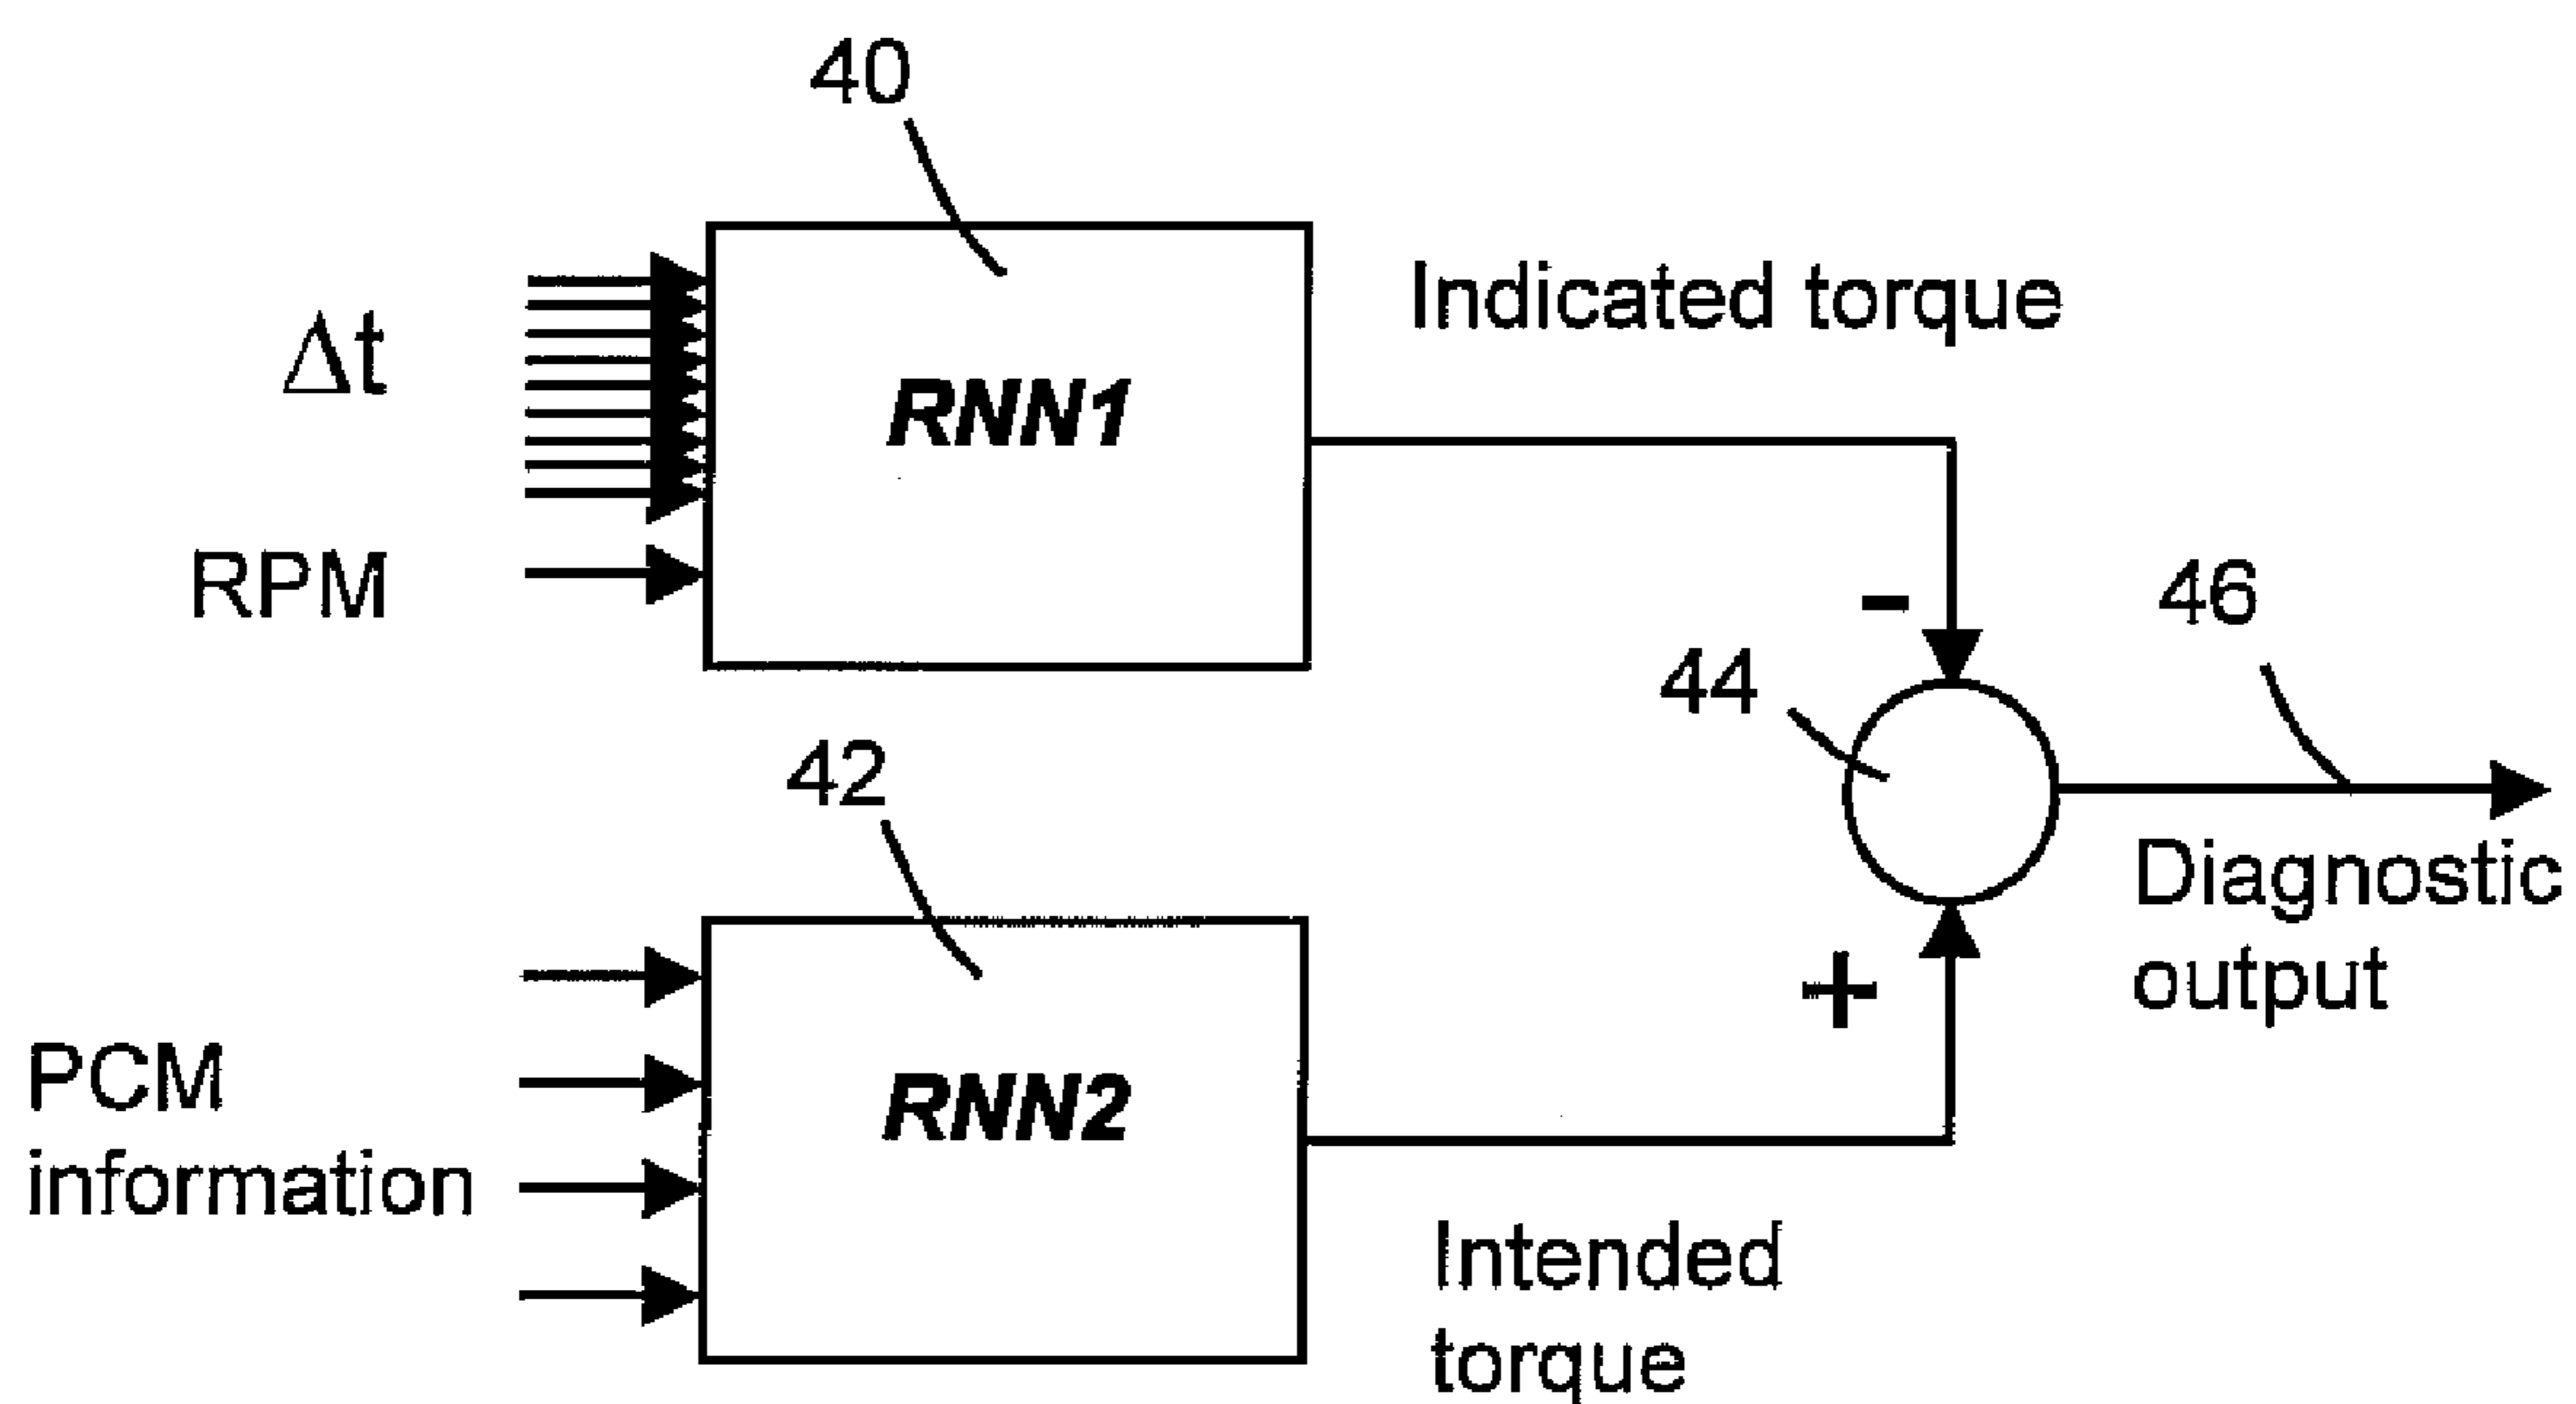 40
Indicated torque
Δt
RNN1
RPM
-
46
44
42
Diagnostic
output
+
PCM
information
RNN2
Intended
torque